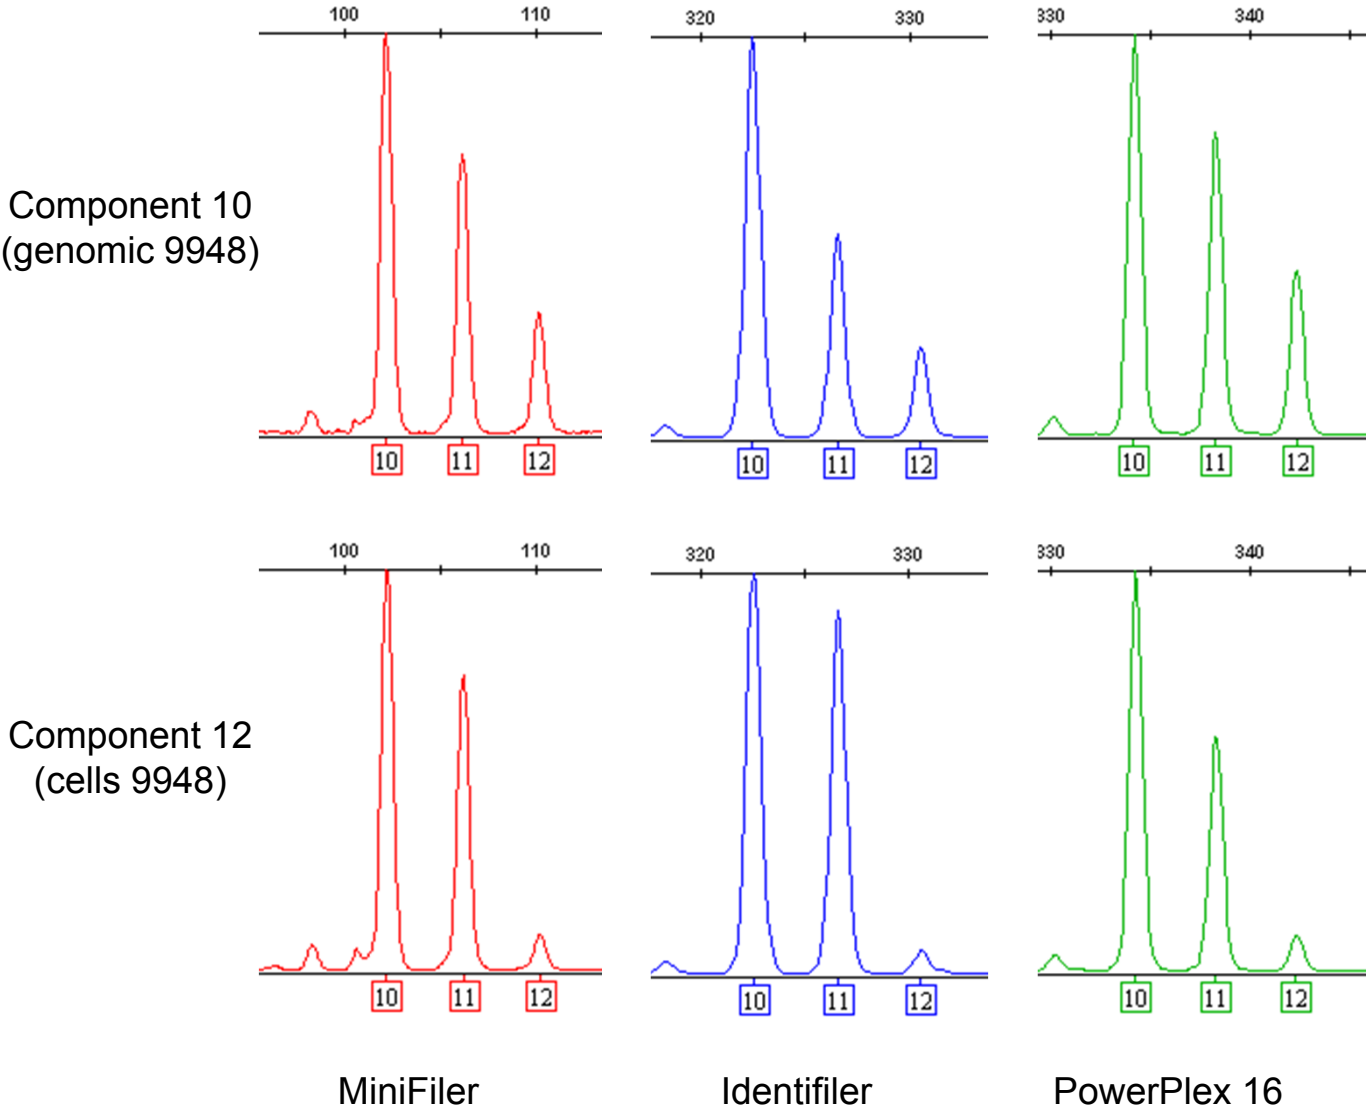 100 110
320 330
330 340
Component 10
(genomic 9948)
10 11 12
10 11 12
10 11 12
100 110
320 330
330 340
Component 12
(cells 9948)
10 11 12
10 11 12
10 11 12
MiniFiler
Identifiler
PowerPlex 16